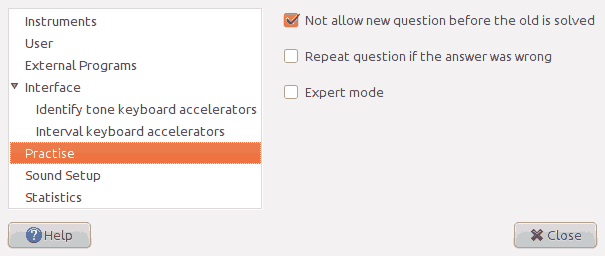 Instruments
User
External Programs
Interface
Identify tone keyboard accelerators
Interval keyboard accelerators
Practise
Sound Setup
Statistics
Not allow new question before the old is solved
Repeat question if the answer was wrong
Expert mode
Help
Close